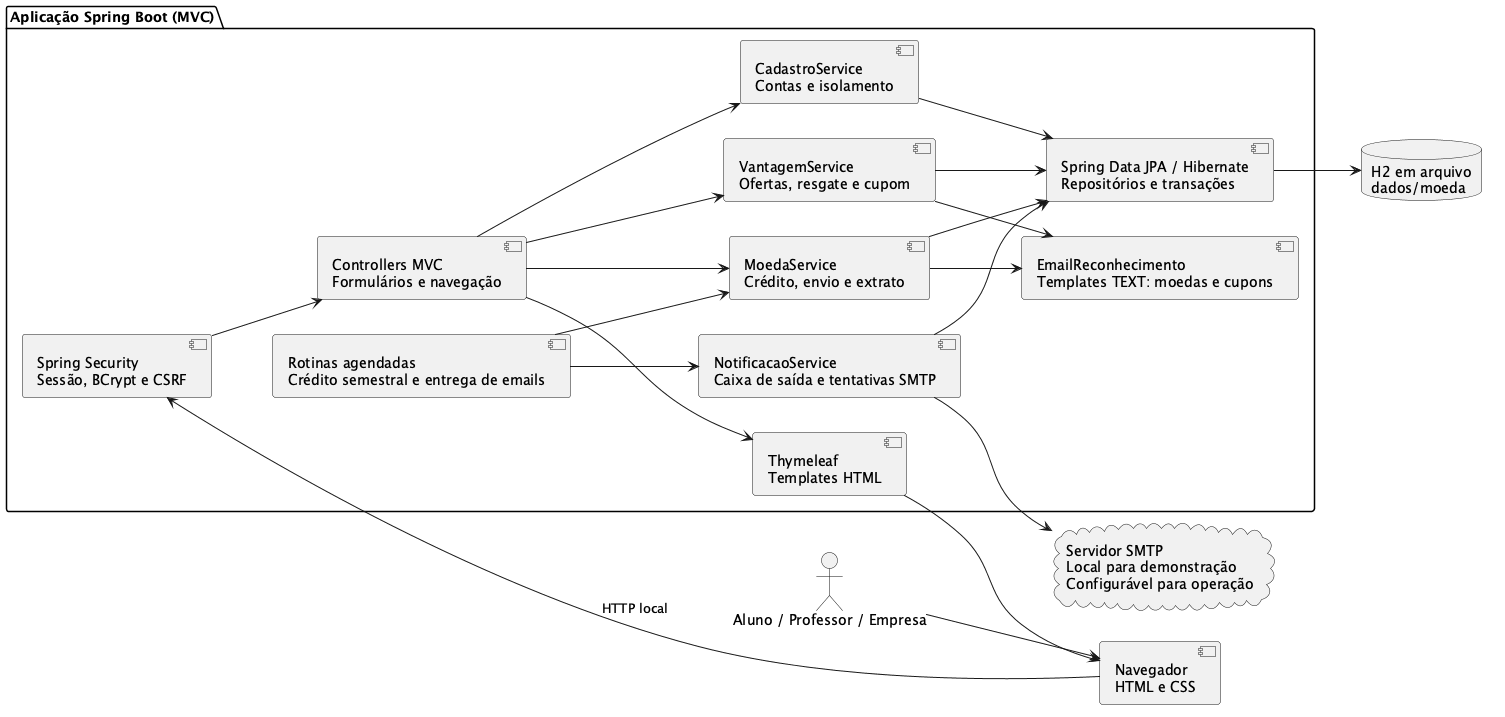 Aplicação Spring Boot (MVC)
CadastroService
Contas e isolamento
VantagemService
Ofertas, resgate e cupom
Spring Data JPA / Hibernate
Repositórios e transações
H2 em arquivo
dados/moeda
Controllers MVC
Formulários e navegação
MoedaService
Crédito, envio e extrato
EmailReconhecimento
Templates TEXT: moedas e cupons
Spring Security
Sessão, BCrypt e CSRF
Rotinas agendadas
Crédito semestral e entrega de emails
NotificacaoService
Caixa de saída e tentativas SMTP
Thymeleaf
Templates HTML
Servidor SMTP
Local para demonstração
Configurável para operação
HTTP local
Aluno / Professor / Empresa
Navegador
HTML e CSS